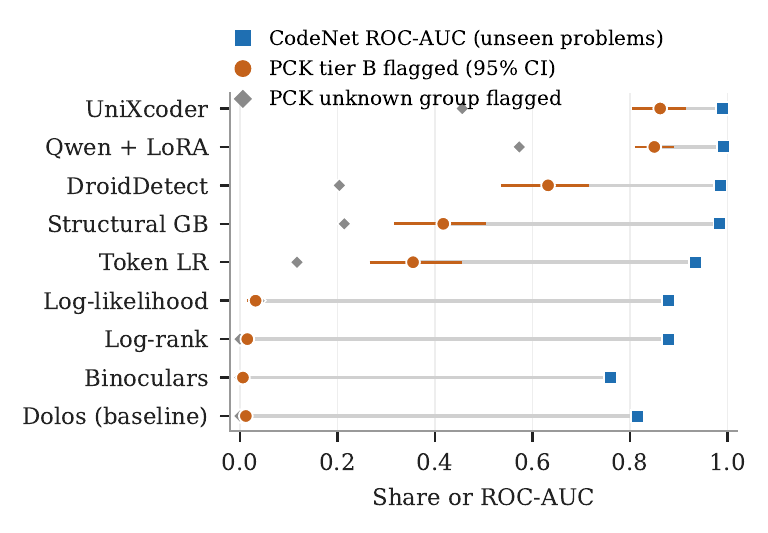 CodeNet ROC-AUC (unseen problems)
PCK tier B flagged (95% CI)
PCK unknown group flagged
UniXcoder
Qwen + LoRA
DroidDetect
Structural GB
Token LR
Log-likelihood
Log-rank
Binoculars
Dolos (baseline)
0.0 0.2 0.4 0.6 0.8 1.0
Share or ROC-AUC